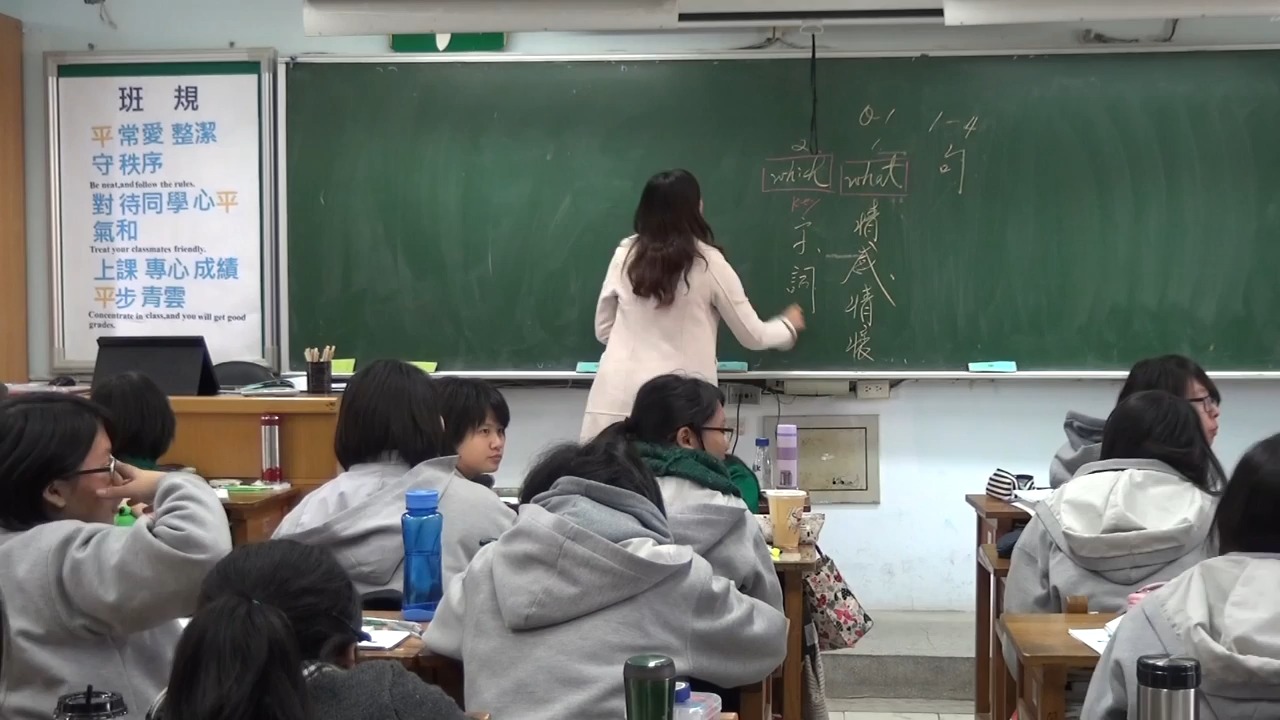 班 規
平常愛 整潔
守 秩序
Be neat,and follow the rules.
對 待同學 心平
氣和
Treat your classmates friendly.
上課 專心 成績
平步 青雲
Concentrate in class,and you will get good
grades.
0-1 1-4
2 1 句
which what
key
字、詞
情感、情